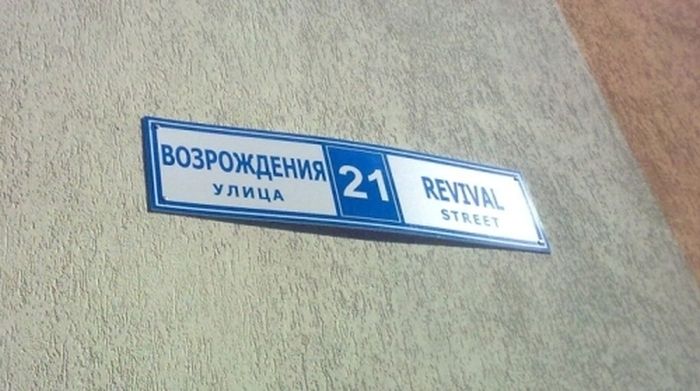 ВОЗРОЖДЕНИЯ
УЛИЦА
21
REVIVAL
STREET